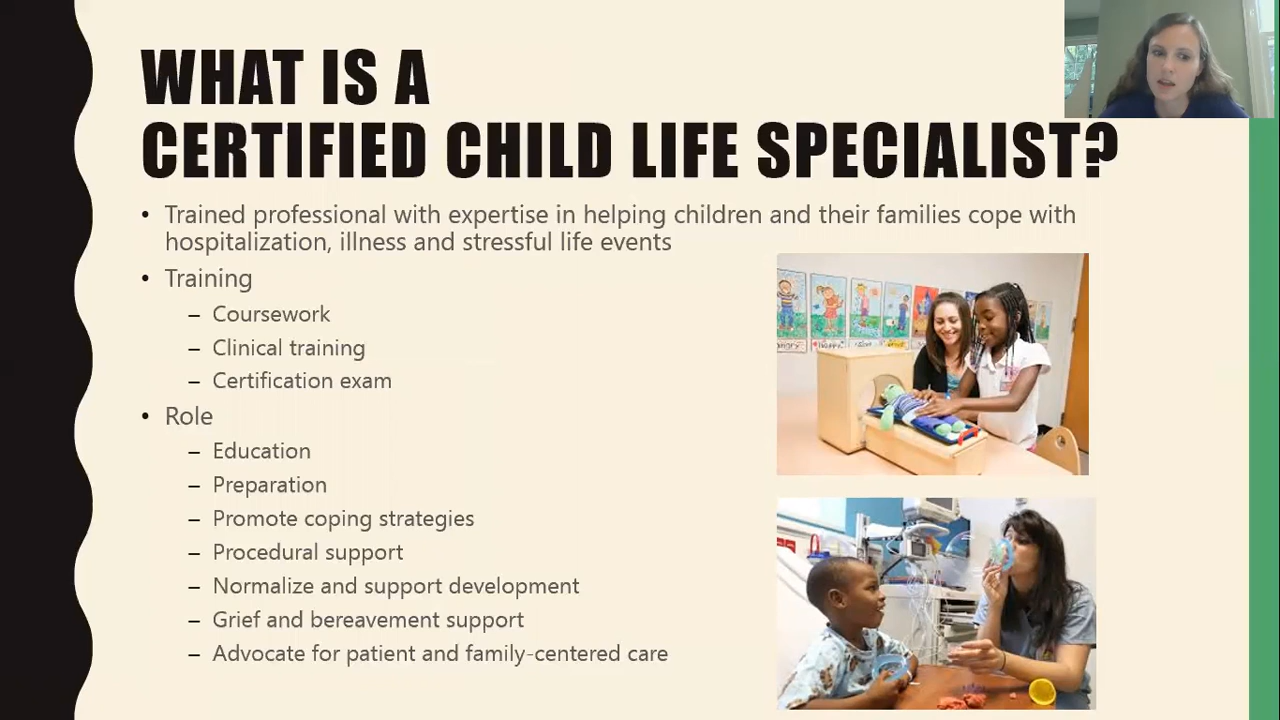 WHAT IS A
CERTIFIED CHILD LIFE SPECIALIST?
• Trained professional with expertise in helping children and their families cope with
hospitalization, illness and stressful life events
• Training
– Coursework
– Clinical training
– Certification exam
• Role
– Education
– Preparation
– Promote coping strategies
– Procedural support
– Normalize and support development
– Grief and bereavement support
– Advocate for patient and family-centered care